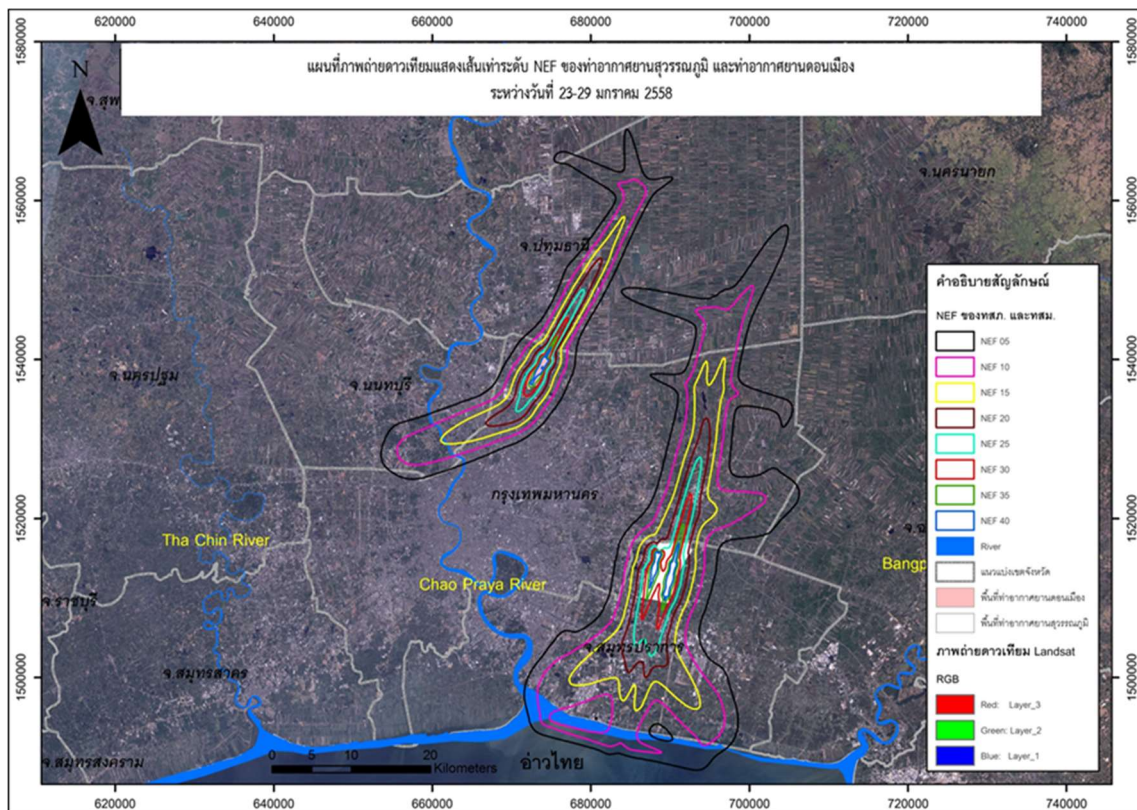 620000 640000 660000 680000 700000 720000 740000
1580000 1580000
แผนที่ภาพถ่ายดาวเทียมแสดงเส้นเท่าระดับ NEF ของท่าอากาศยานสุวรรณภูมิ และท่าอากาศยานดอนเมือง
ระหว่างวันที่ 23-29 มกราคม 2558
N
จ.สุพ
จ.นครนายก
1560000 1560000
จ.ปทุมธานี
คำอธิบายสัญลักษณ์
NEF ของทสภ. และทสม.
NEF 05
1540000 1540000
NEF 10
จ.นครปฐม
จ.นนทบุรี
NEF 15
NEF 20
NEF 25
NEF 30
กรุงเทพมหานคร
NEF 35
1520000 1520000
NEF 40
จ.ฉ
Tha Chin River
River
Bangp
แนวแบ่งเขตจังหวัด
Chao Praya River
จ.ราชบุรี
พื้นที่ท่าอากาศยานดอนเมือง
พื้นที่ท่าอากาศยานสุวรรณภูมิ
จ.สมุทรปราการ
ภาพถ่ายดาวเทียม Landsat
จ.สมุทรสาคร
1500000 1500000
RGB
Red: Layer_3
Green: Layer_2
Blue: Layer_1
จ.สมุทรสงคราม
0 5 10 20
Kilometers
อ่าวไทย
620000 640000 660000 680000 700000 720000 740000